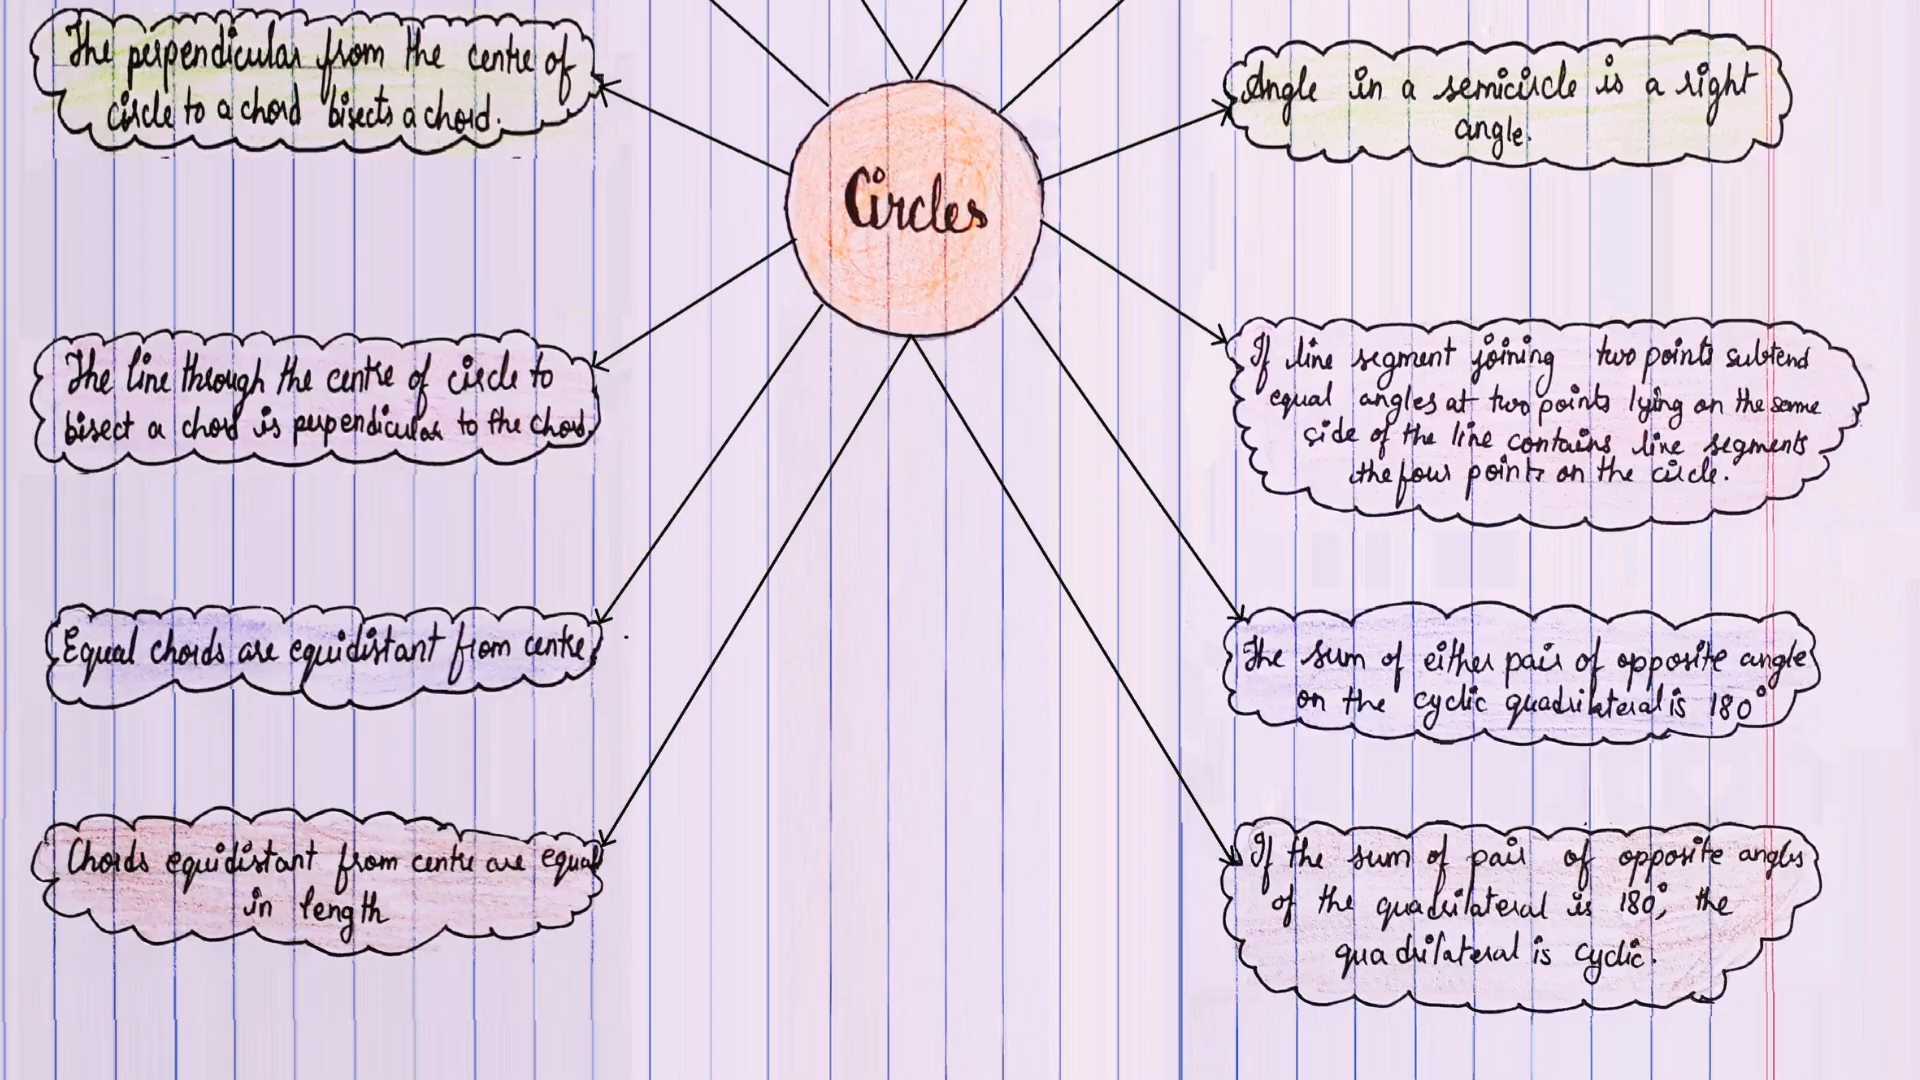 The perpendicular from the centre of
circle to a chord bisects a chord.
The line through the centre of circle to
bisect a chord is perpendicular to the chord.
Equal chords are equidistant from centre
Chords equidistant from centre are equal
in length
Circles
Angle in a semicircle is a right
angle.
If line segment joining two points subtend
equal angles at two points lying on the same
side of the line contains line segments
the four points on the circle.
The sum of either pair of opposite angle
on the cyclic quadrilateral is 180°
If the sum of pair of opposite angles
of the quadrilateral is 180°, the
quadrilateral is cyclic.